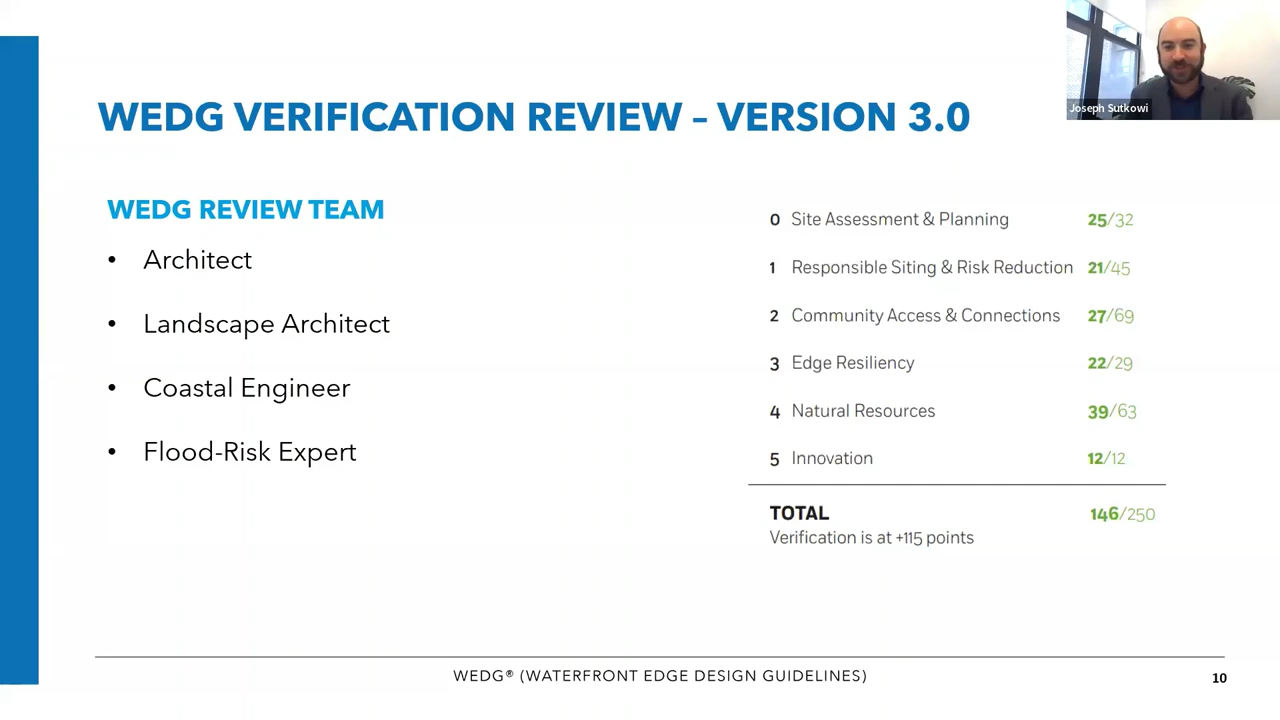 Joseph Sutkowi
WEDG VERIFICATION REVIEW – VERSION 3.0
WEDG REVIEW TEAM
• Architect
• Landscape Architect
• Coastal Engineer
• Flood-Risk Expert
0 Site Assessment & Planning 25/32
1 Responsible Siting & Risk Reduction 21/45
2 Community Access & Connections 27/69
3 Edge Resiliency 22/29
4 Natural Resources 39/63
5 Innovation 12/12
TOTAL 146/250
Verification is at +115 points
WEDG® (WATERFRONT EDGE DESIGN GUIDELINES)
10